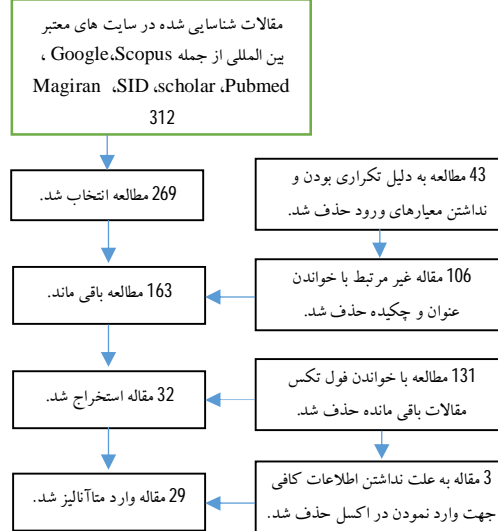 مقالات شناسایی شده در سایت های معتبر
بین المللی از جمله Google،Scopus ،
Magiran ،SID ،scholar ،Pubmed
312
43 مطالعه به دلیل تکراری بودن و
نداشتن معیارهای ورود حذف شد.
269 مطالعه انتخاب شد.
106 مقاله غیر مرتبط با خواندن
عنوان و چکیده حذف شد.
163 مطالعه باقی ماند.
131 مطالعه با خواندن فول تکس
مقالات باقی مانده حذف شد.
32 مقاله استخراج شد.
3 مقاله به علت نداشتن اطلاعات کافی
جهت وارد نمودن در اکسل حذف شد.
29 مقاله وارد متاآنالیز شد.